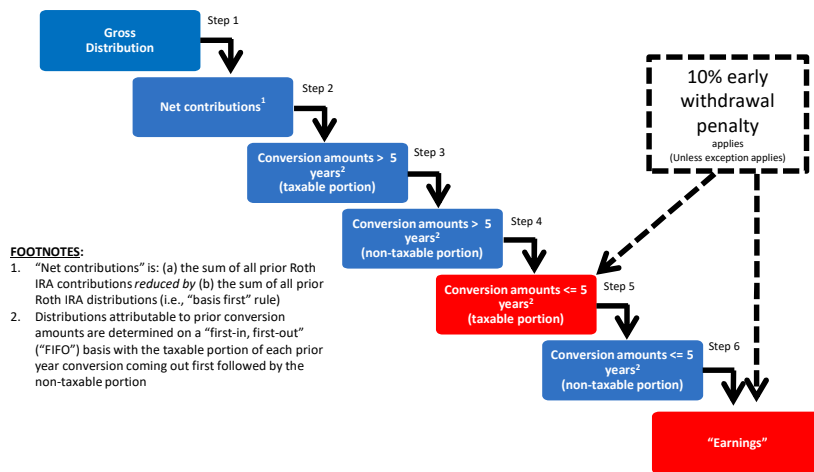 Gross
Distribution
Step 1
Net contributions1
Step 2
Conversion amounts > 5
years2
(taxable portion)
Step 3
Conversion amounts > 5
years2
(non-taxable portion)
Step 4
Conversion amounts <= 5
years2
(taxable portion)
Step 5
Conversion amounts <= 5
years2
(non-taxable portion)
Step 6
“Earnings”
10% early
withdrawal
penalty
applies
(Unless exception applies)
FOOTNOTES:
1. “Net contributions” is: (a) the sum of all prior Roth
IRA contributions reduced by (b) the sum of all prior
Roth IRA distributions (i.e., “basis first” rule)
2. Distributions attributable to prior conversion
amounts are determined on a “first-in, first-out”
(“FIFO”) basis with the taxable portion of each prior
year conversion coming out first followed by the
non-taxable portion